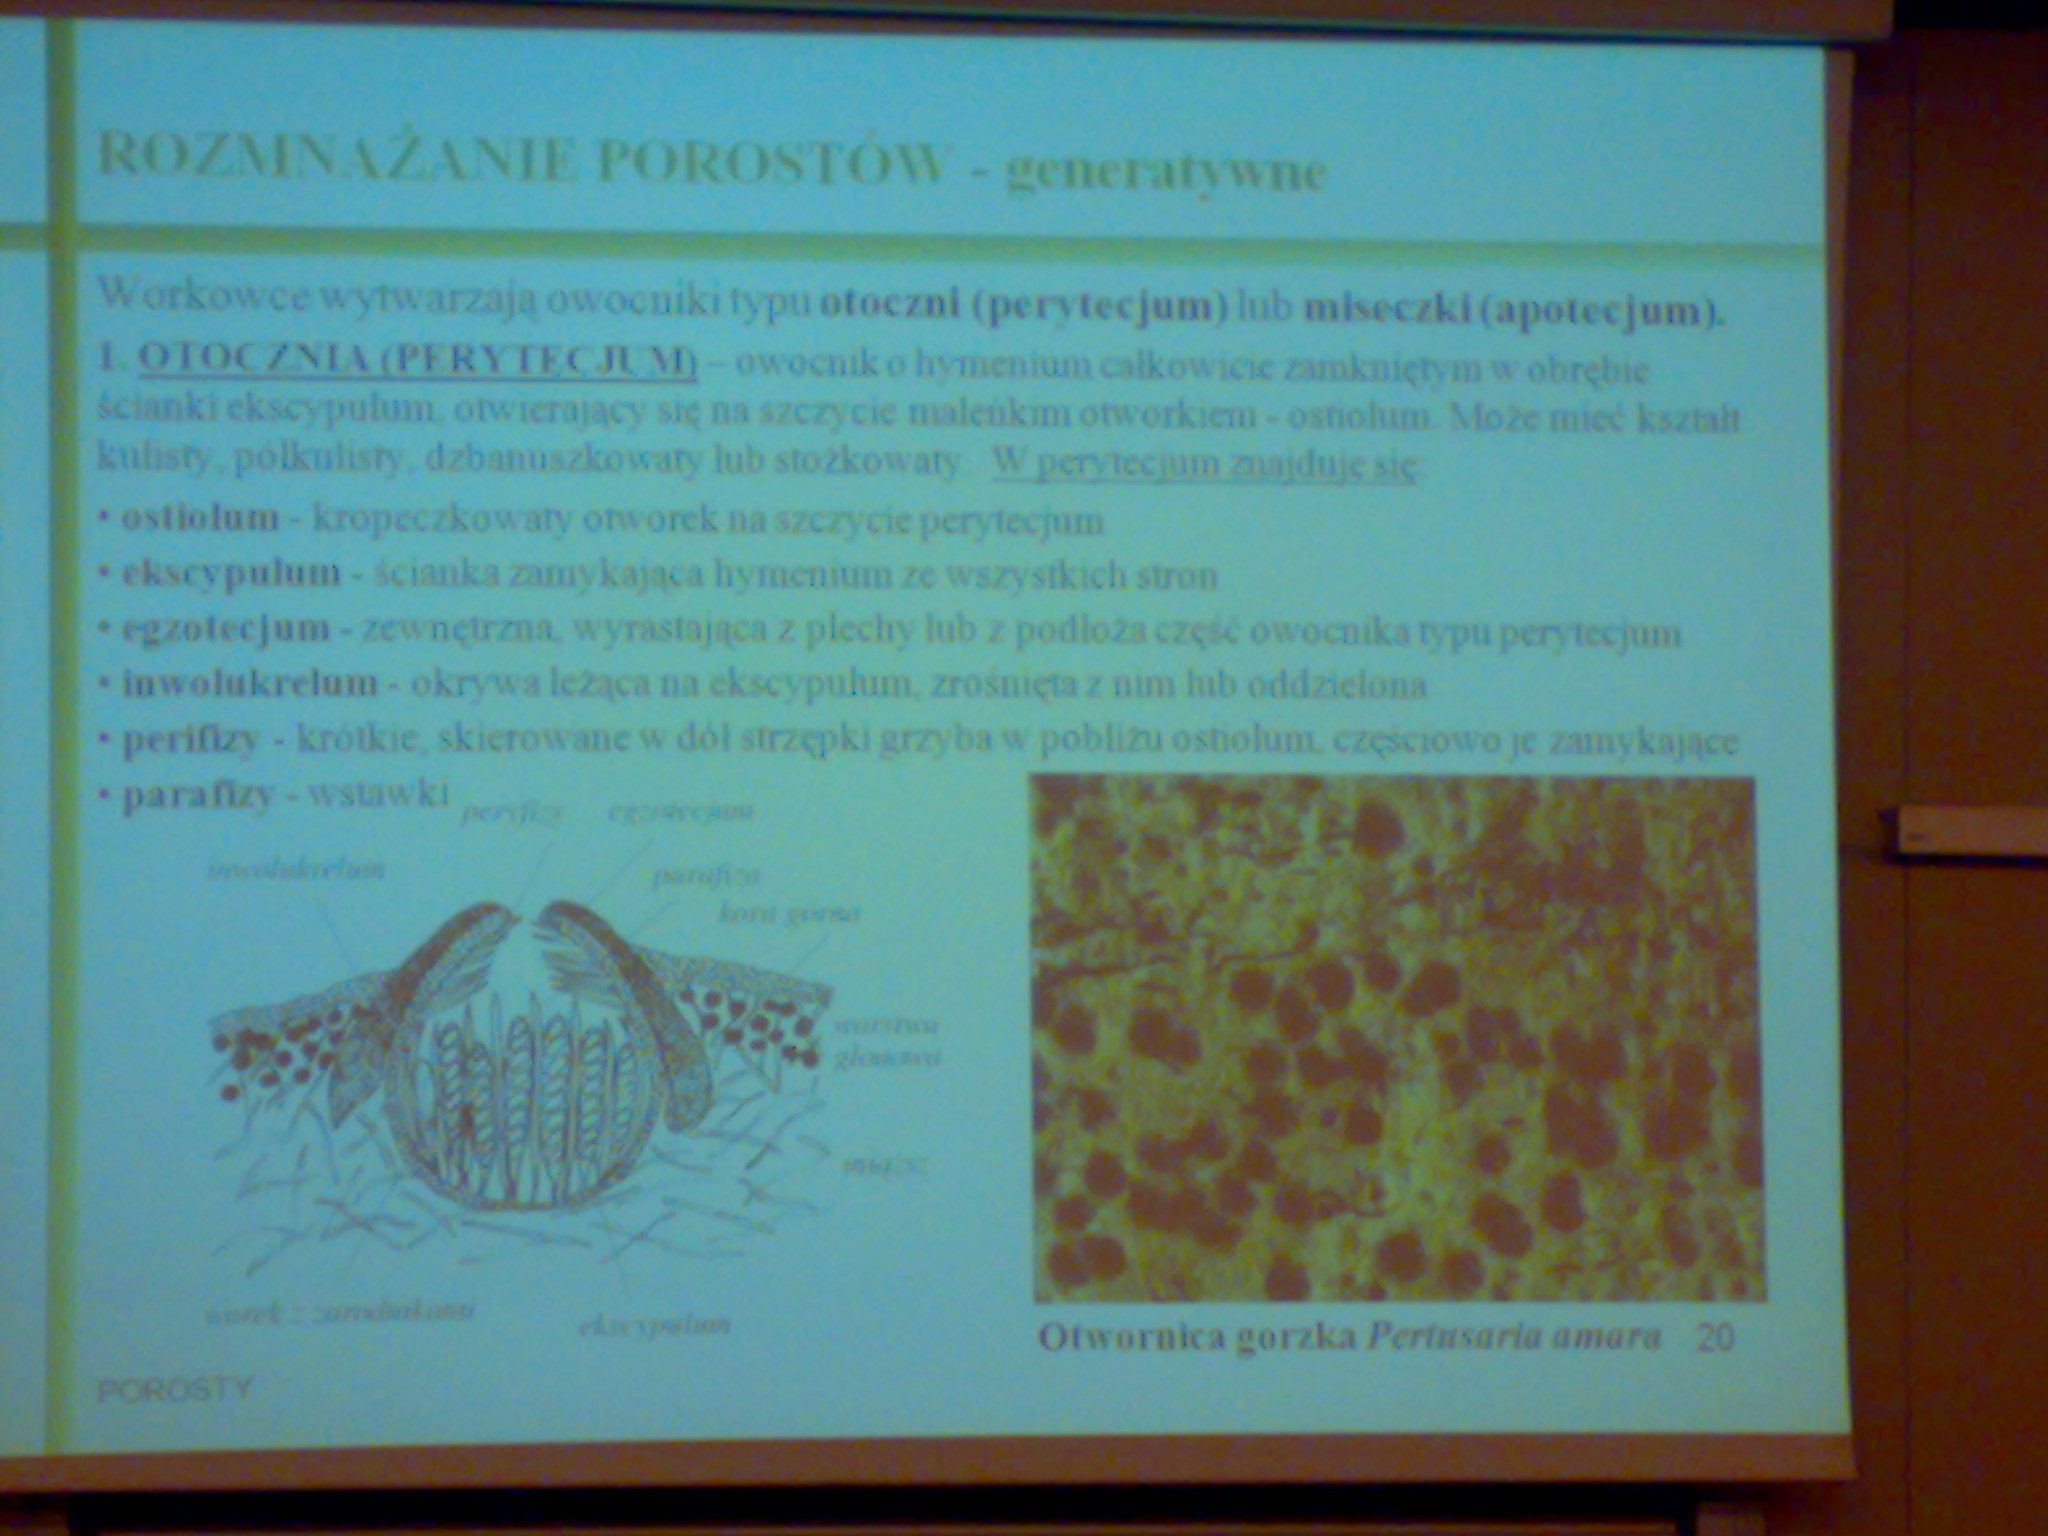 ROZMNAŻANIE POROSTÓW - generatywne
Workowce wytwarzają owocniki typu otoczni (perytecjum) lub miseczki (apotecjum).
1. OTOCZNIA (PERYTECJUM) – owocnik o hymenium całkowicie zamkniętym w obrębie
ścianki ekscypulum, otwierający się na szczycie maleńkim otworkiem - ostiolum. Może mieć kształt
kulisty, półkulisty, dzbanuszkowaty lub stożkowaty. W perytecjum znajduje się:
• ostiolum - kropeczkowaty otworek na szczycie perytecjum
• ekscypulum - ścianka zamykająca hymenium ze wszystkich stron
• egzotecjum - zewnętrzna, wyrastająca z plechy lub z podłoża część owocnika typu perytecjum
• inwolukrelum - okrywa leżąca na ekscypulum, zrośnięta z nim lub oddzielona
• perifizy - krótkie, skierowane w dół strzępki grzyba w pobliżu ostiolum, częściowo je zamykające
• parafizy - wstawki
peryfizy egzotecjum
parafiza
kora górna
warstwa
glonowa
miąższ
worek z zarodnikami
ekscypulum
Otwornica gorzka Pertusaria amara 20
POROSTY